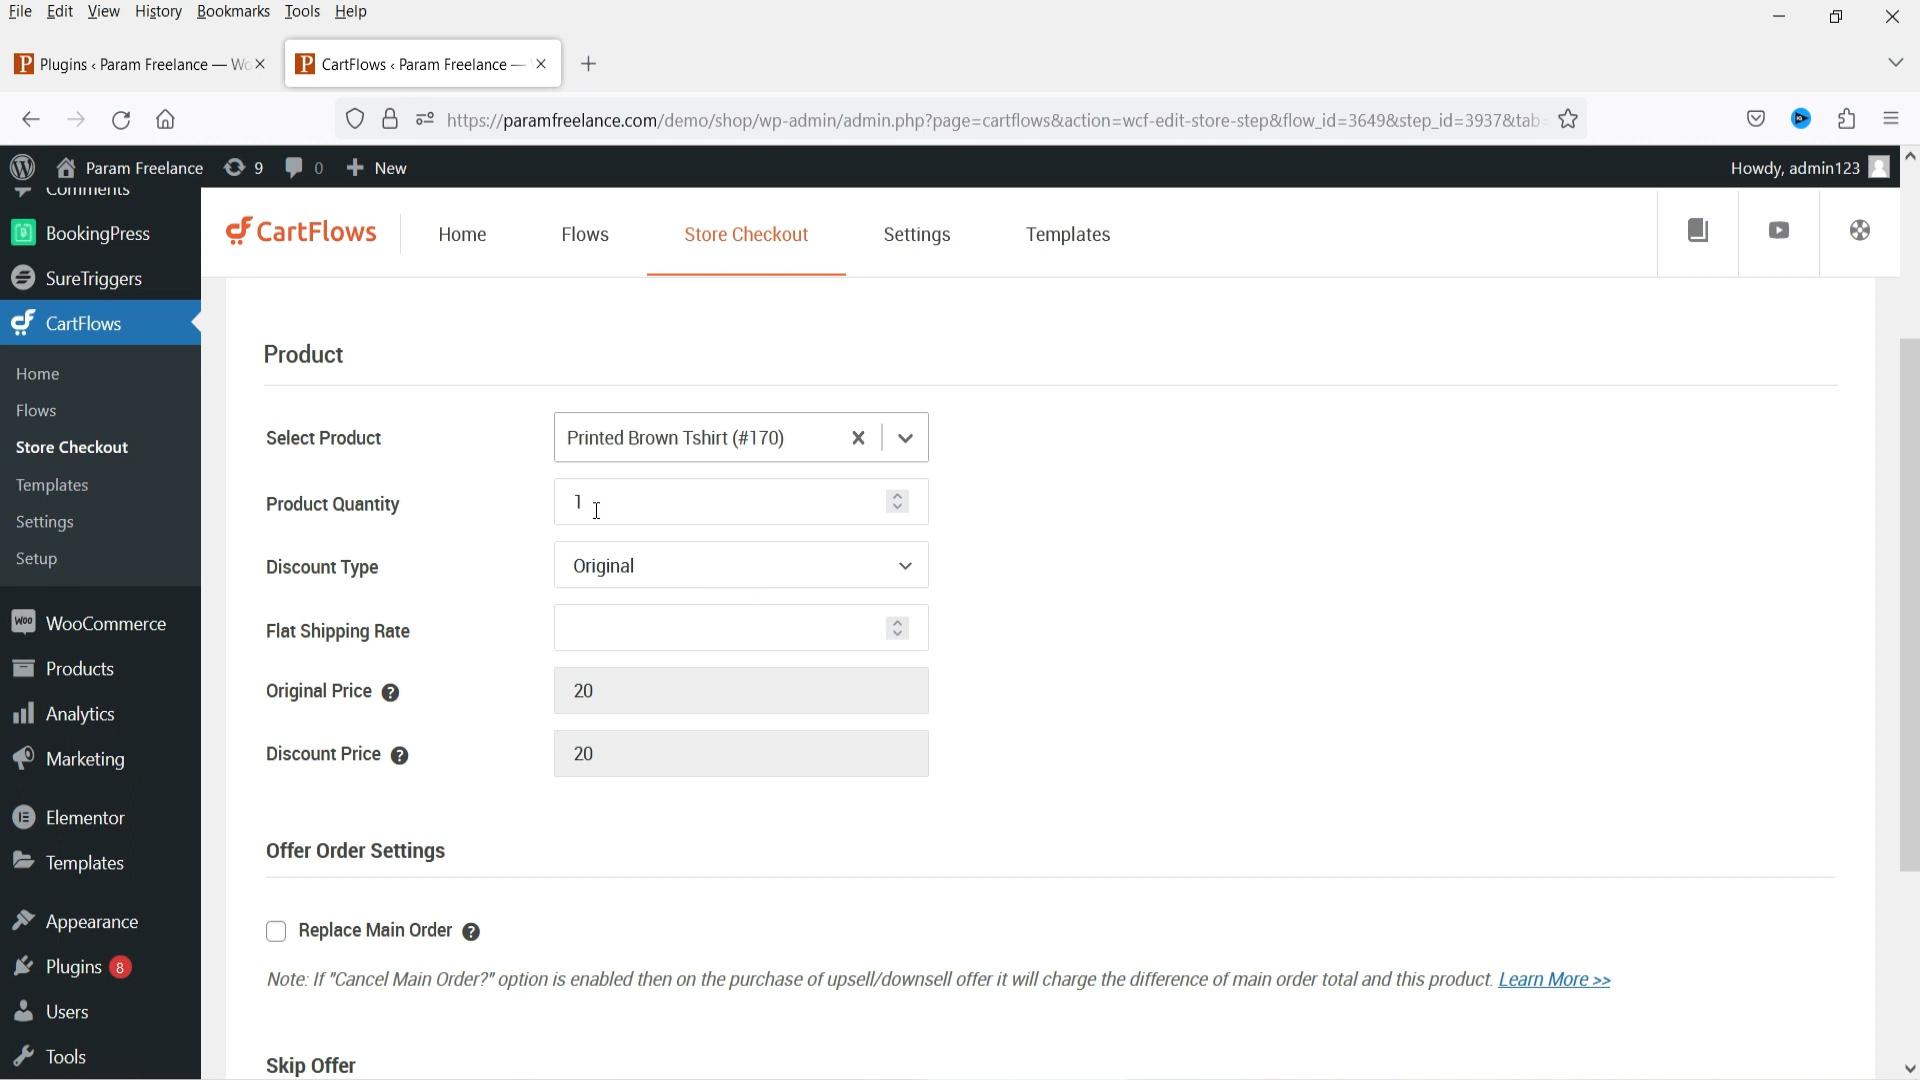 File Edit View History Bookmarks Tools Help
Plugins ‹ Param Freelance — Wo
CartFlows ‹ Param Freelance —
https://paramfreelance.com/demo/shop/wp-admin/admin.php?page=cartflows&action=wcf-edit-store-step&flow_id=3649&step_id=3937&tab=
Param Freelance 9 0 + New
Howdy, admin123
Comments
BookingPress
SureTriggers
CartFlows
Home
Flows
Store Checkout
Templates
Settings
Setup
WooCommerce
Products
Analytics
Marketing
Elementor
Templates
Appearance
Plugins 8
Users
Tools
CartFlows Home Flows Store Checkout Settings Templates
Product
Select Product Printed Brown Tshirt (#170)
Product Quantity 1
Discount Type Original
Flat Shipping Rate
Original Price ? 20
Discount Price ? 20
Offer Order Settings
Replace Main Order ?
Note: If "Cancel Main Order?" option is enabled then on the purchase of upsell/downsell offer it will charge the difference of main order total and this product. Learn More >>
Skip Offer